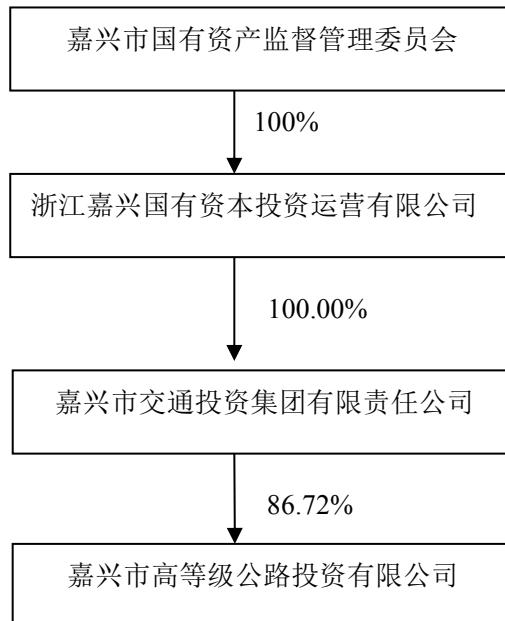 嘉兴市国有资产监督管理委员会
100%
浙江嘉兴国有资本投资运营有限公司
100.00%
嘉兴市交通投资集团有限责任公司
86.72%
嘉兴市高等级公路投资有限公司